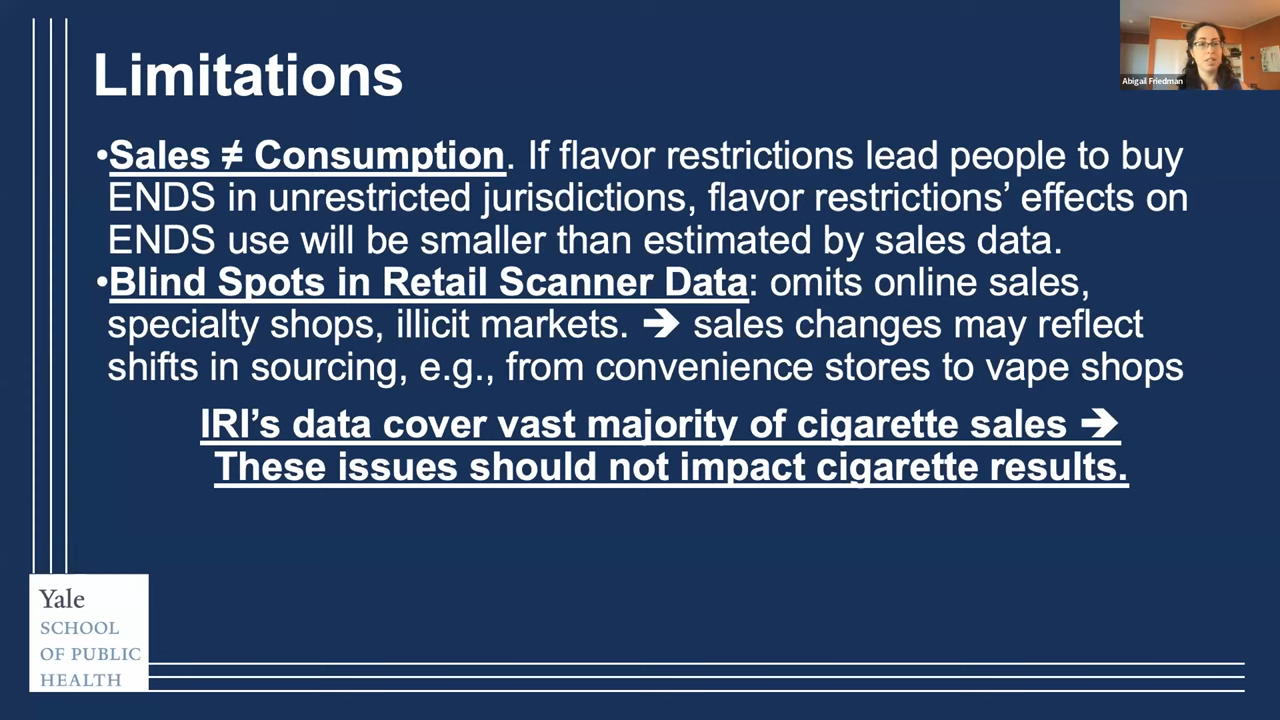 Limitations
Abigail Friedman
•Sales ≠ Consumption. If flavor restrictions lead people to buy
ENDS in unrestricted jurisdictions, flavor restrictions’ effects on
ENDS use will be smaller than estimated by sales data.
•Blind Spots in Retail Scanner Data: omits online sales,
specialty shops, illicit markets. ➔ sales changes may reflect
shifts in sourcing, e.g., from convenience stores to vape shops
IRI’s data cover vast majority of cigarette sales ➔
These issues should not impact cigarette results.
Yale
SCHOOL
OF PUBLIC
HEALTH